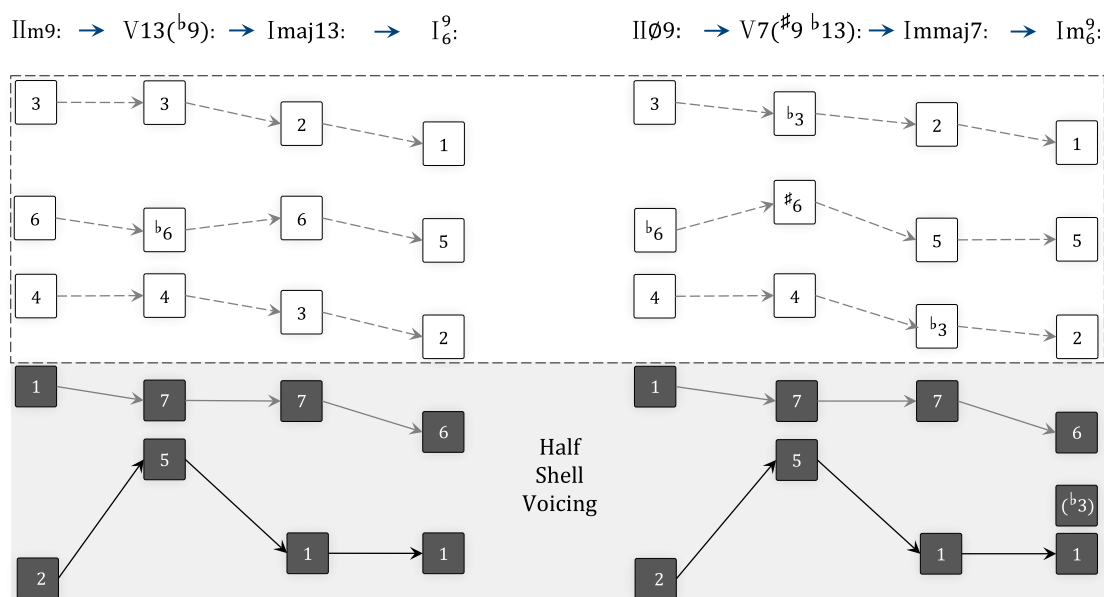 IIm9: → V13(♭9): → Imaj13: → I⁹₆: IIØ9: → V7(♯9 ♭13): → Immaj7: → Im⁹₆:
3 3 2 1 3 ♭3 2 1
6 ♭6 6 5 ♭6 ♯6 5 5
4 4 3 2 4 4 ♭3 2
1 7 7 6 1 7 7 6
5 5
Half
Shell
Voicing
(♭3)
2 1 1 2 1 1